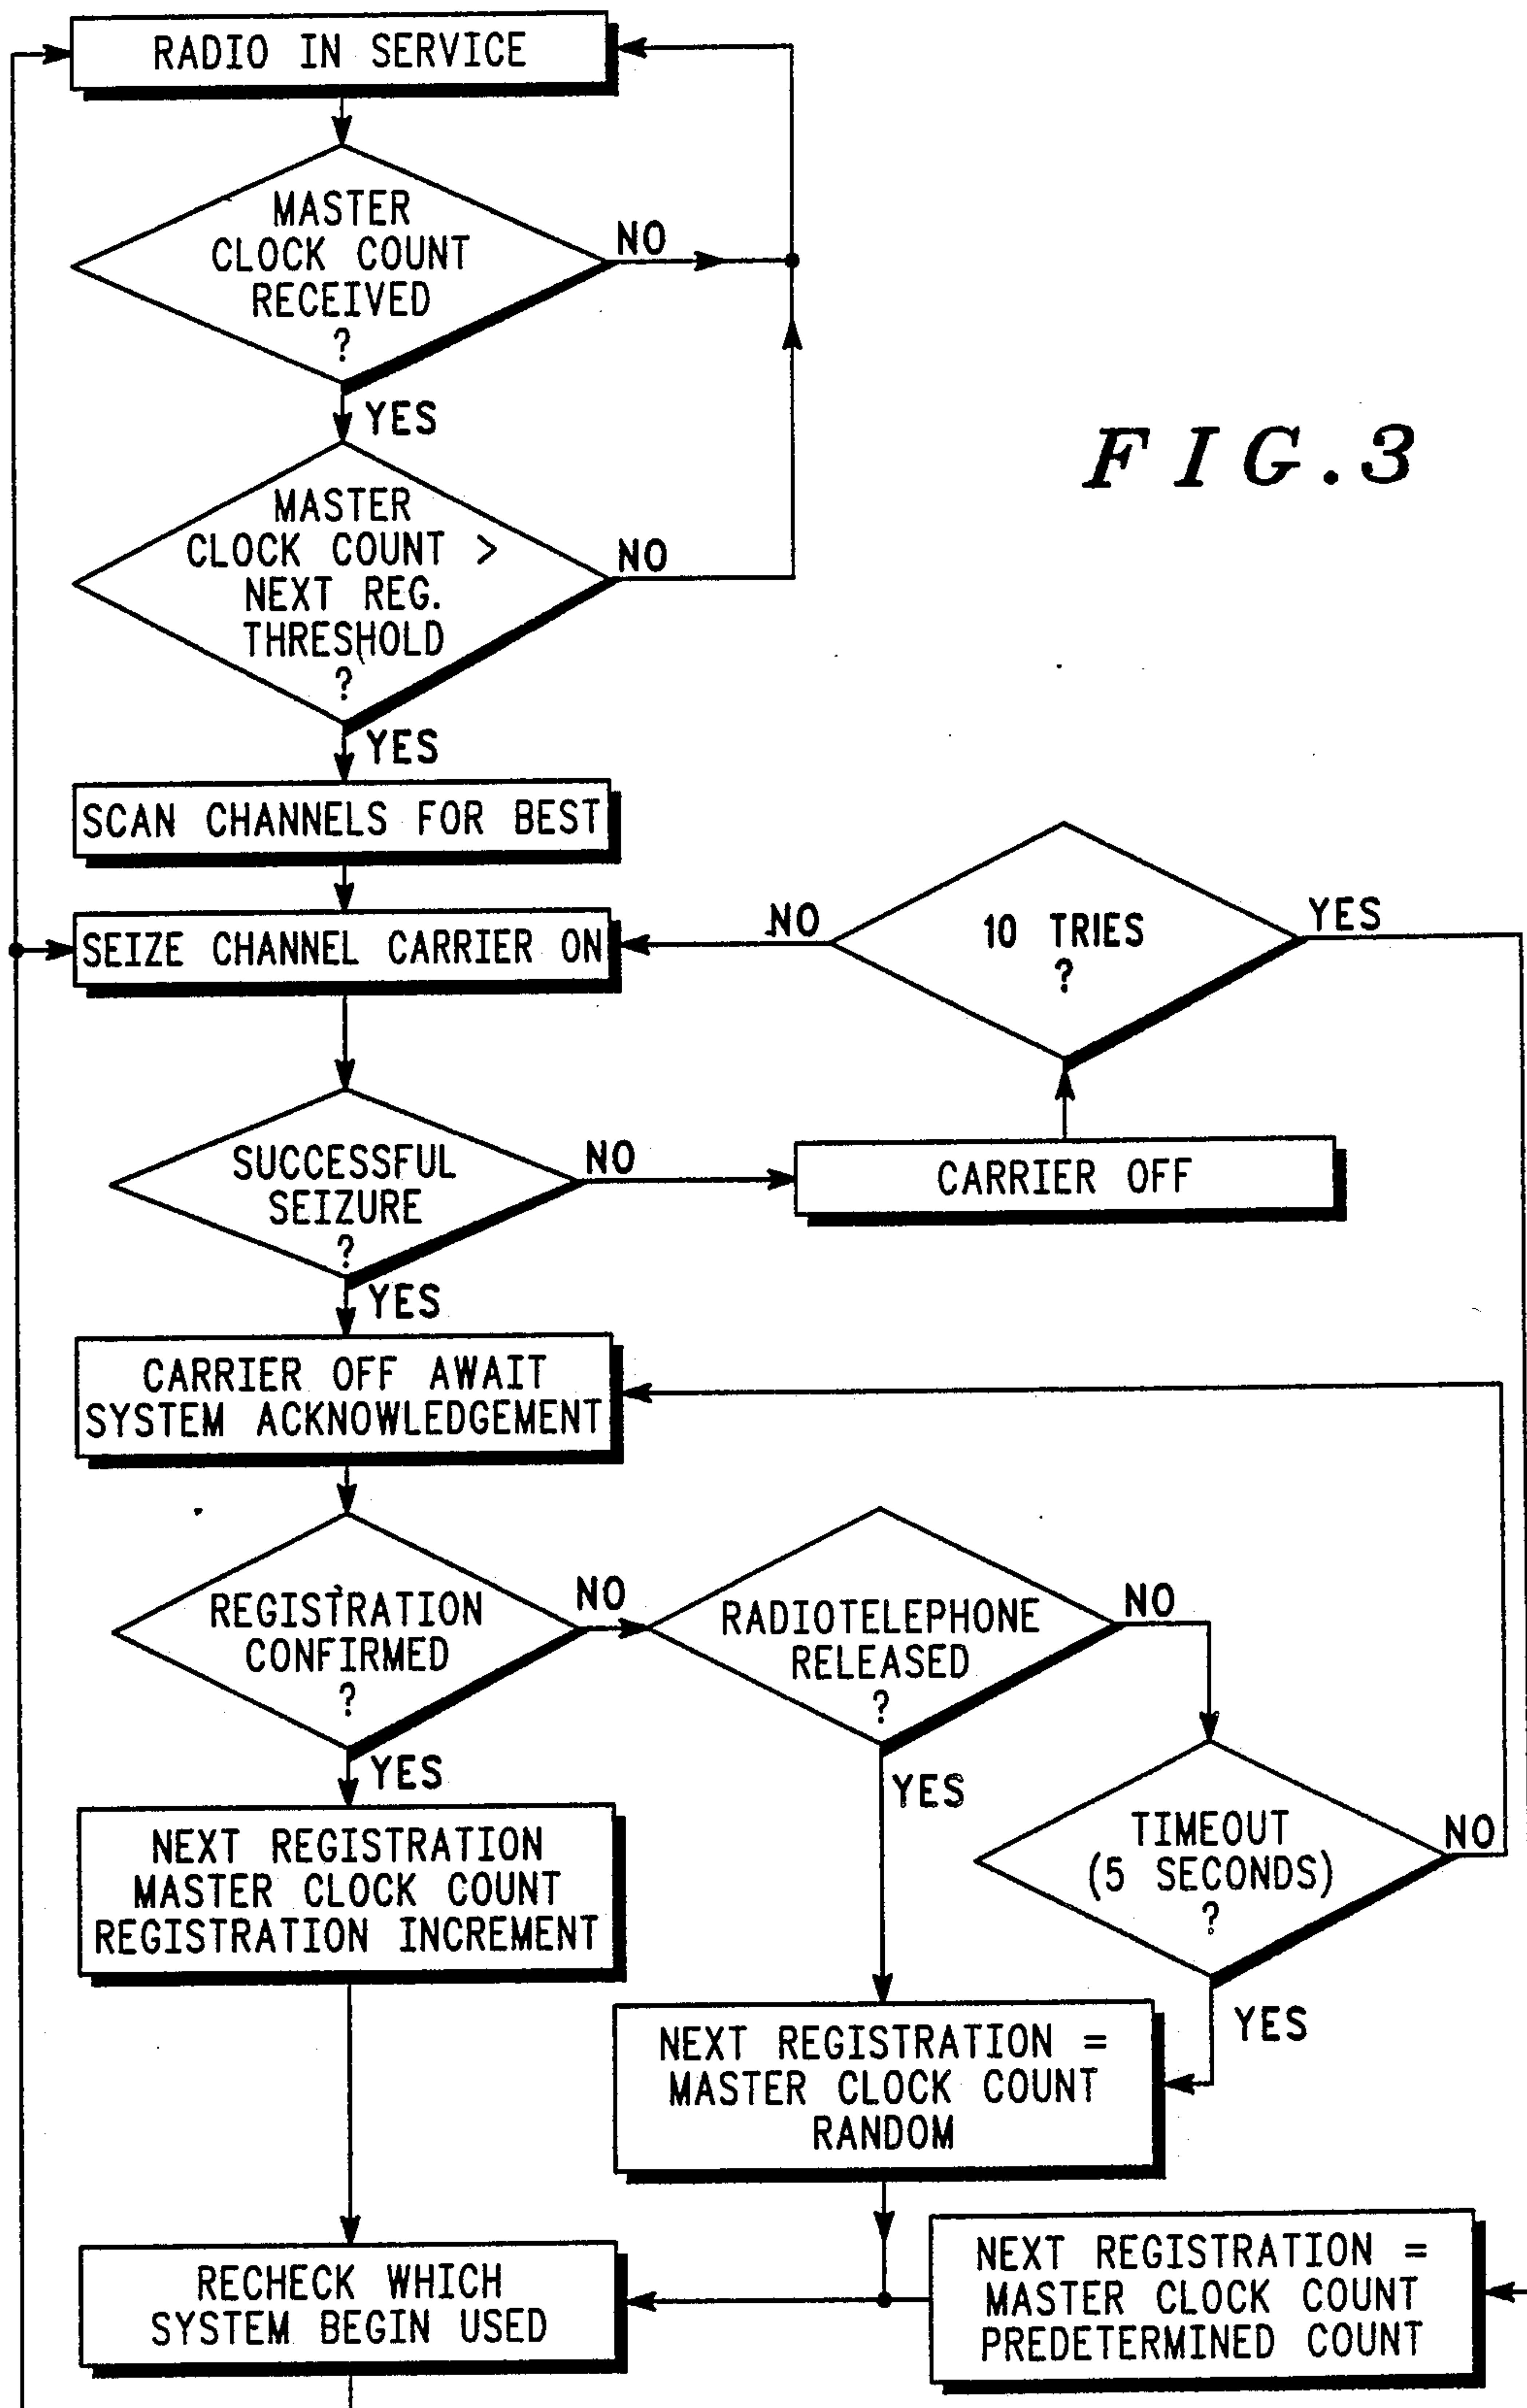 RADIO IN SERVICE
MASTER
CLOCK COUNT
RECEIVED
?
NO
YES
FIG.3
MASTER
CLOCK COUNT >
NEXT REG.
THRESHOLD
?
NO
YES
SCAN CHANNELS FOR BEST
SEIZE CHANNEL CARRIER ON
NO
10 TRIES
?
YES
SUCCESSFUL
SEIZURE
?
NO
CARRIER OFF
YES
CARRIER OFF AWAIT
SYSTEM ACKNOWLEDGEMENT
REGISTRATION
CONFIRMED
?
NO
RADIOTELEPHONE
RELEASED
?
NO
YES
YES
TIMEOUT
(5 SECONDS)
?
NO
NEXT REGISTRATION
MASTER CLOCK COUNT
REGISTRATION INCREMENT
YES
NEXT REGISTRATION =
MASTER CLOCK COUNT
RANDOM
RECHECK WHICH
SYSTEM BEGIN USED
NEXT REGISTRATION =
MASTER CLOCK COUNT
PREDETERMINED COUNT